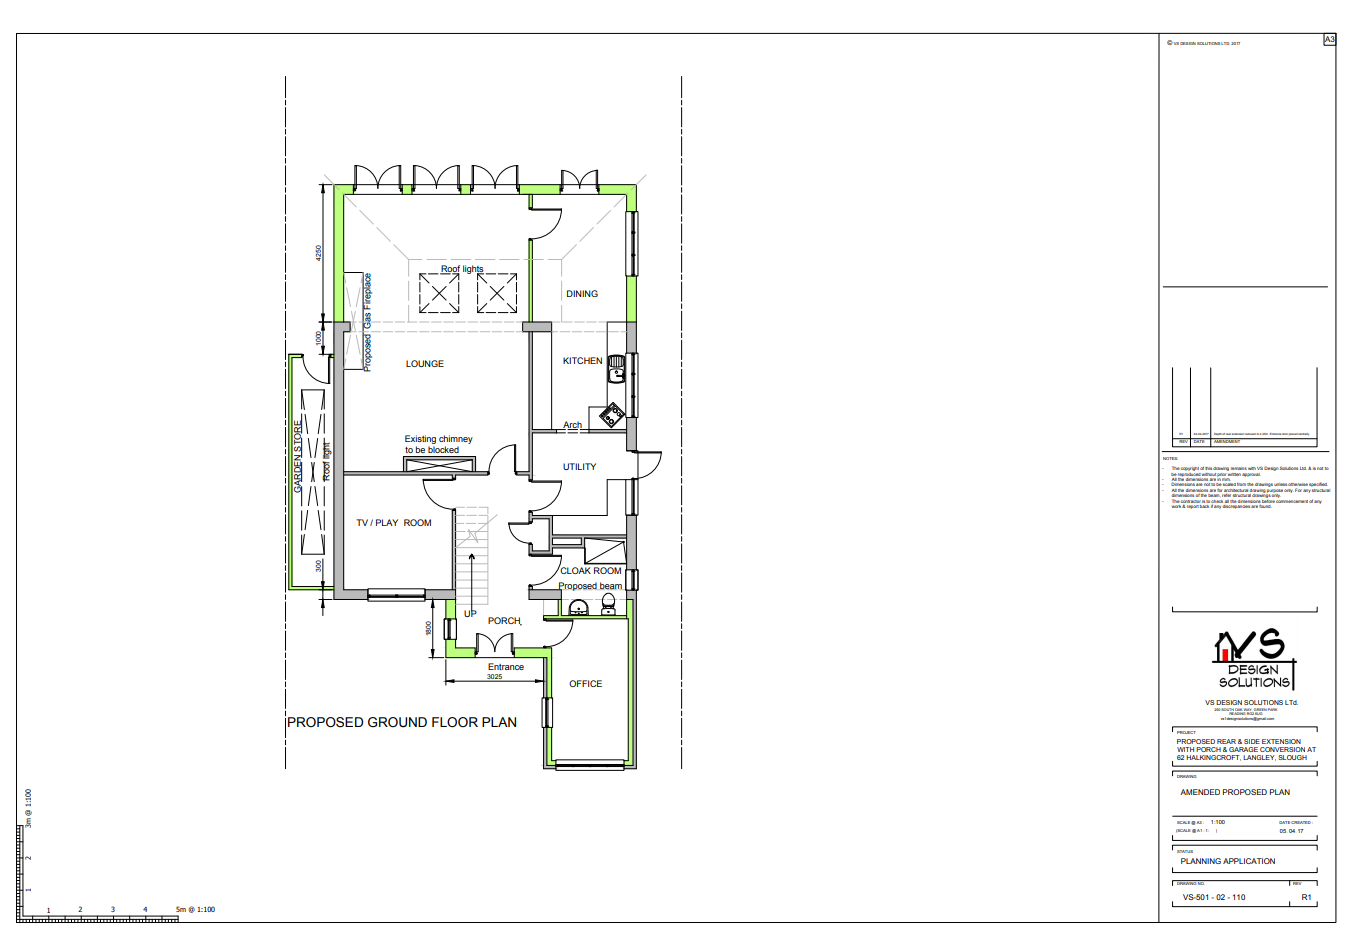 A3
© VS DESIGN SOLUTIONS LTD. 2017
4250
Roof lights
Proposed Gas Fireplace
DINING
1000
LOUNGE
KITCHEN
Arch
Existing chimney
to be blocked
GARDEN STORE
Roof light
UTILITY
TV / PLAY ROOM
300
CLOAK ROOM
Proposed beam
UP
PORCH
1800
Entrance
3025
OFFICE
PROPOSED GROUND FLOOR PLAN
3m @ 1:100
2
1
1
2
3
4
5m @ 1:100
REV DATE AMENDMENT
NOTES:
- The copyright of this drawing remains with VS Design Solutions Ltd. & is not to
be reproduced without prior written approval.
- All the dimensions are in mm.
- Dimensions are not to be scaled from the drawings unless otherwise specified.
- All the dimensions are for architectural drawing purpose only. For any structural
dimensions of the beam, refer structural drawings only.
- The contractor is to check all the dimensions before commencement of any
work & report back if any discrepancies are found.
VS
DESIGN
SOLUTIONS
VS DESIGN SOLUTIONS LTd.
PROJECT
PROPOSED REAR & SIDE EXTENSION
WITH PORCH & GARAGE CONVERSION AT
62 HALKINGCROFT, LANGLEY, SLOUGH
DRAWING
AMENDED PROPOSED PLAN
SCALE @ A3 : 1:100
DATE CREATED :
(SCALE @ A1 : 1: )
05. 04. 17
STATUS
PLANNING APPLICATION
DRAWING NO.
REV
VS-501 - 02 - 110
R1